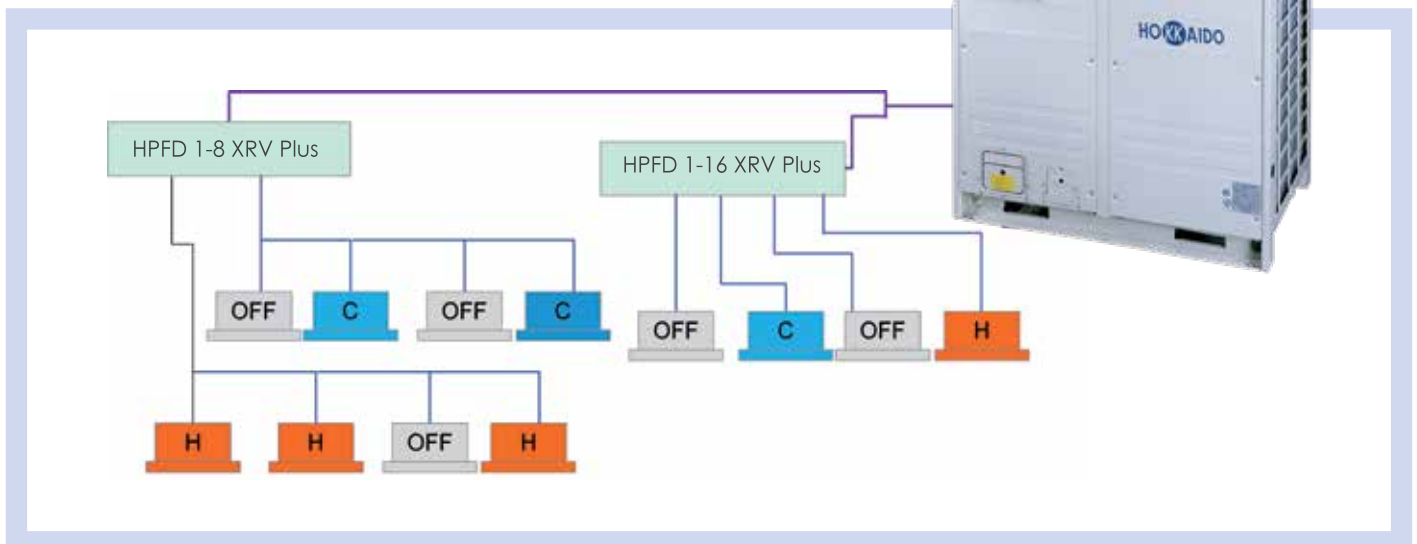 HOKKAIDO
HPFD 1-8 XRV Plus
HPFD 1-16 XRV Plus
OFF C OFF C
OFF C OFF H
H H OFF H